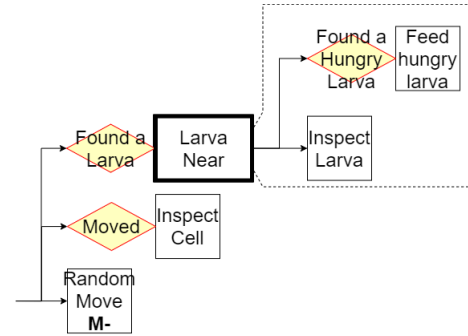 Found a
Hungry
Larva
Feed
hungry
larva
Found a
Larva
Larva
Near
Inspect
Larva
Moved
Inspect
Cell
Random
Move
M-